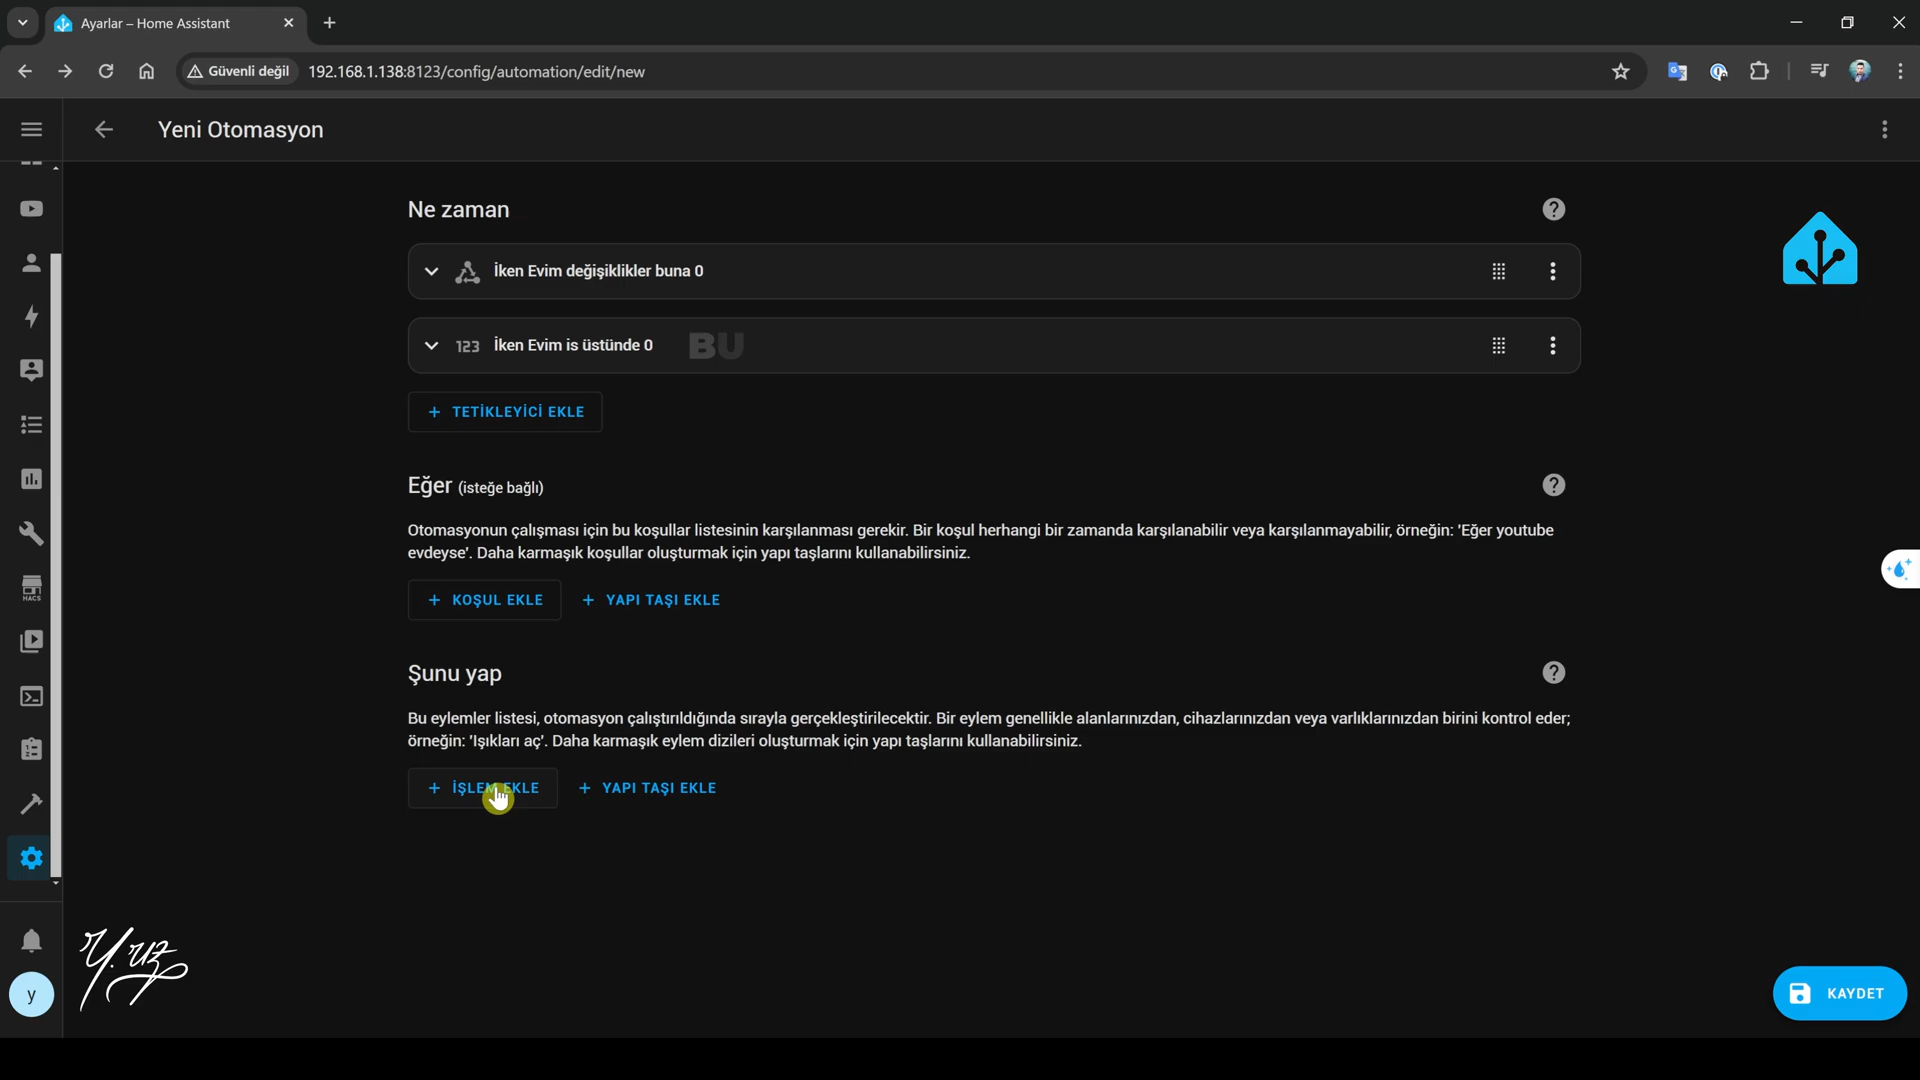 Ayarlar – Home Assistant
Güvenli değil
192.168.1.138:8123/config/automation/edit/new
Yeni Otomasyon
Ne zaman
İken Evim değişiklikler buna 0
123 İken Evim is üstünde 0
BU
+ TETİKLEYİCİ EKLE
Eğer (isteğe bağlı)
Otomasyonun çalışması için bu koşullar listesinin karşılanması gerekir. Bir koşul herhangi bir zamanda karşılanabilir veya karşılanmayabilir, örneğin: 'Eğer youtube
evdeyse'. Daha karmaşık koşullar oluşturmak için yapı taşlarını kullanabilirsiniz.
+ KOŞUL EKLE
+ YAPI TAŞI EKLE
HACS
Şunu yap
Bu eylemler listesi, otomasyon çalıştırıldığında sırayla gerçekleştirilecektir. Bir eylem genellikle alanlarınızdan, cihazlarınızdan veya varlıklarınızdan birini kontrol eder;
örneğin: 'Işıkları aç'. Daha karmaşık eylem dizileri oluşturmak için yapı taşlarını kullanabilirsiniz.
+ İŞLEM EKLE
+ YAPI TAŞI EKLE
Y.uz
y
KAYDET